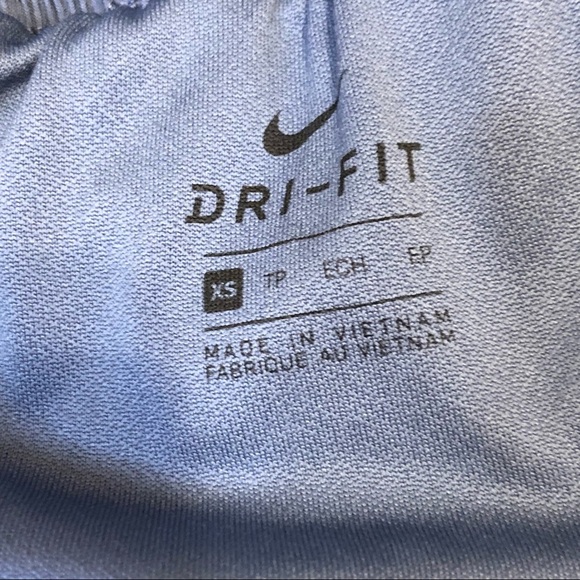 DRI-FIT
XS TP ECH EP
MADE IN VIETNAM
FABRIQUE AU VIETNAM